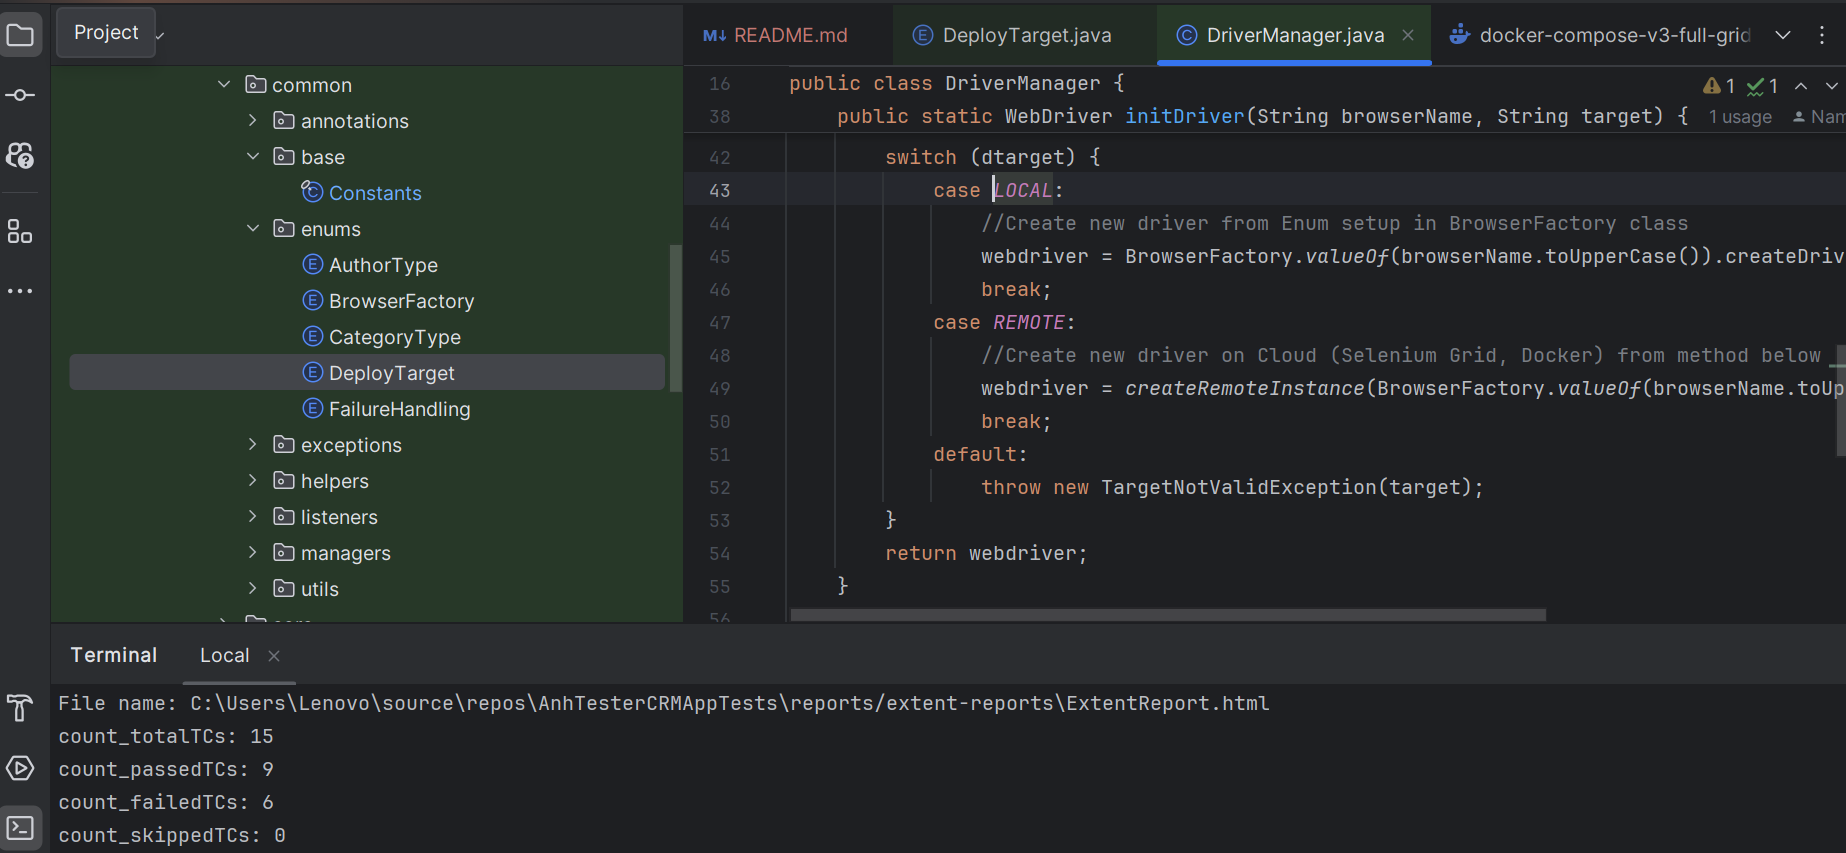 Project
README.md
DeployTarget.java
DriverManager.java
docker-compose-v3-full-grid
common
annotations
base
Constants
enums
AuthorType
BrowserFactory
CategoryType
DeployTarget
FailureHandling
exceptions
helpers
listeners
managers
utils
1 1
16 public class DriverManager {
38 public static WebDriver initDriver(String browserName, String target) { 1 usage Nam
42 switch (dtarget) {
43 case LOCAL:
44 //Create new driver from Enum setup in BrowserFactory class
45 webdriver = BrowserFactory.valueOf(browserName.toUpperCase()).createDriv
46 break;
47 case REMOTE:
48 //Create new driver on Cloud (Selenium Grid, Docker) from method below
49 webdriver = createRemoteInstance(BrowserFactory.valueOf(browserName.toUp
50 break;
51 default:
52 throw new TargetNotValidException(target);
53 }
54 return webdriver;
55 }
56
Terminal Local
File name: C:\Users\Lenovo\source\repos\AnhTesterCRMAppTests\reports/extent-reports\ExtentReport.html
count_totalTCs: 15
count_passedTCs: 9
count_failedTCs: 6
count_skippedTCs: 0